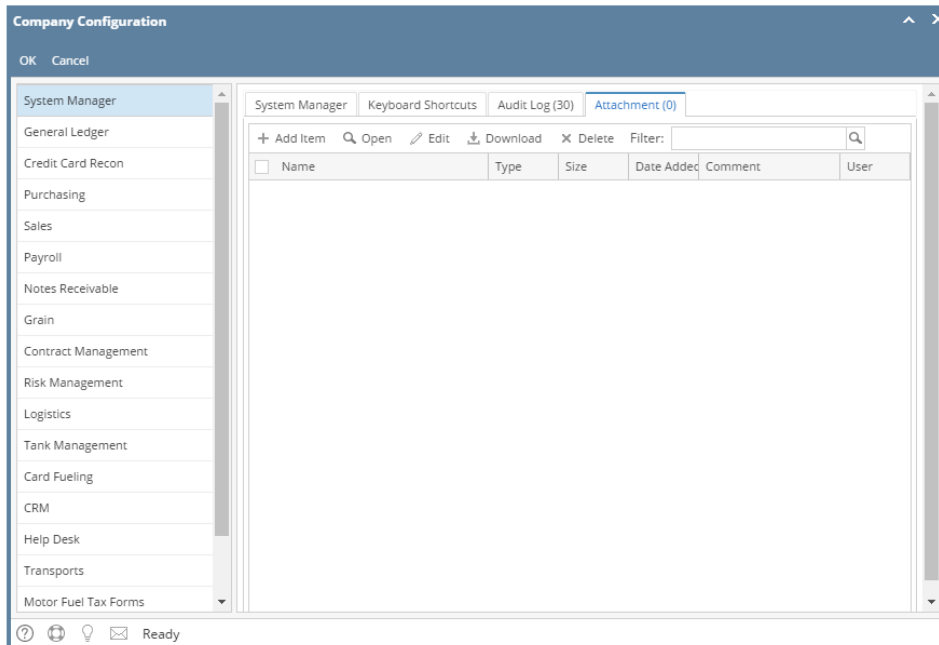 Company Configuration
OK Cancel
System Manager
General Ledger
Credit Card Recon
Purchasing
Sales
Payroll
Notes Receivable
Grain
Contract Management
Risk Management
Logistics
Tank Management
Card Fueling
CRM
Help Desk
Transports
Motor Fuel Tax Forms
System Manager Keyboard Shortcuts Audit Log (30) Attachment (0)
Add Item Open Edit Download Delete Filter:
Name Type Size Date Added Comment User
Ready